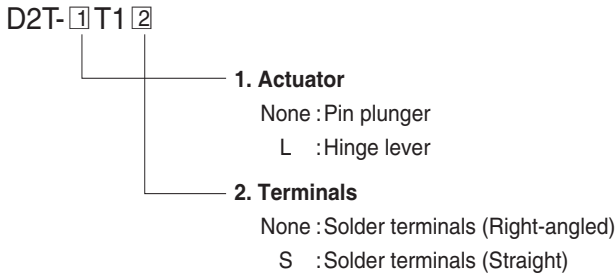 D2T-1T12
1. Actuator
None : Pin plunger
L : Hinge lever
2. Terminals
None : Solder terminals (Right-angled)
S : Solder terminals (Straight)